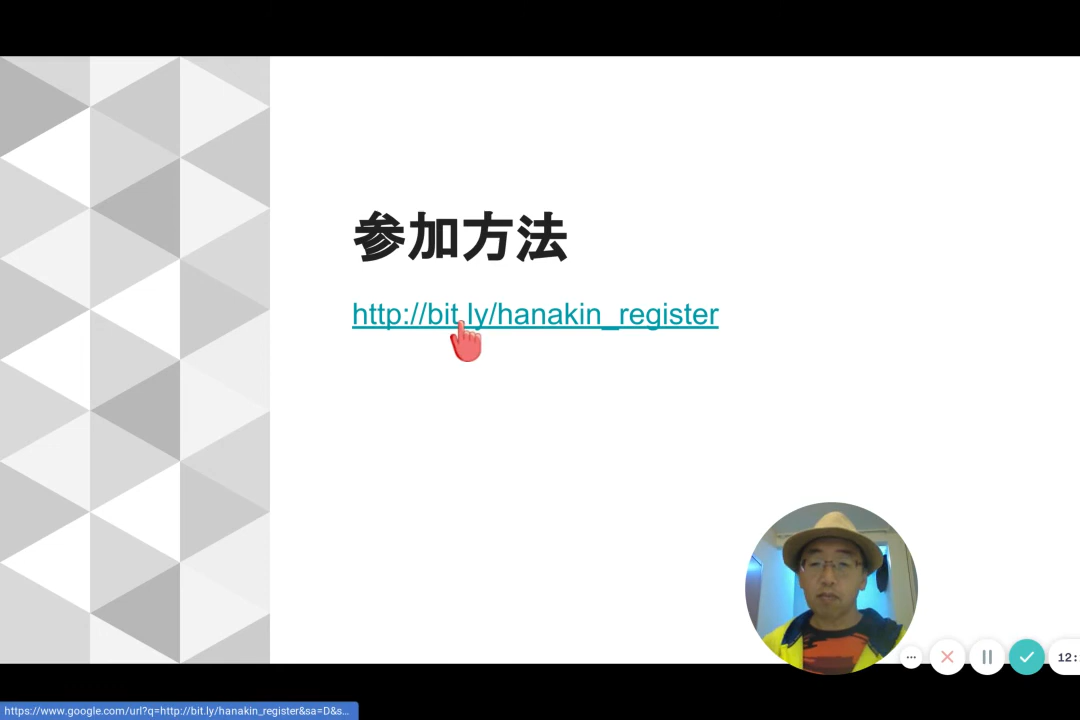 参加方法
http://bit.ly/hanakin_register
12:
https://www.google.com/url?q=http://bit.ly/hanakin_register&sa=D&s...